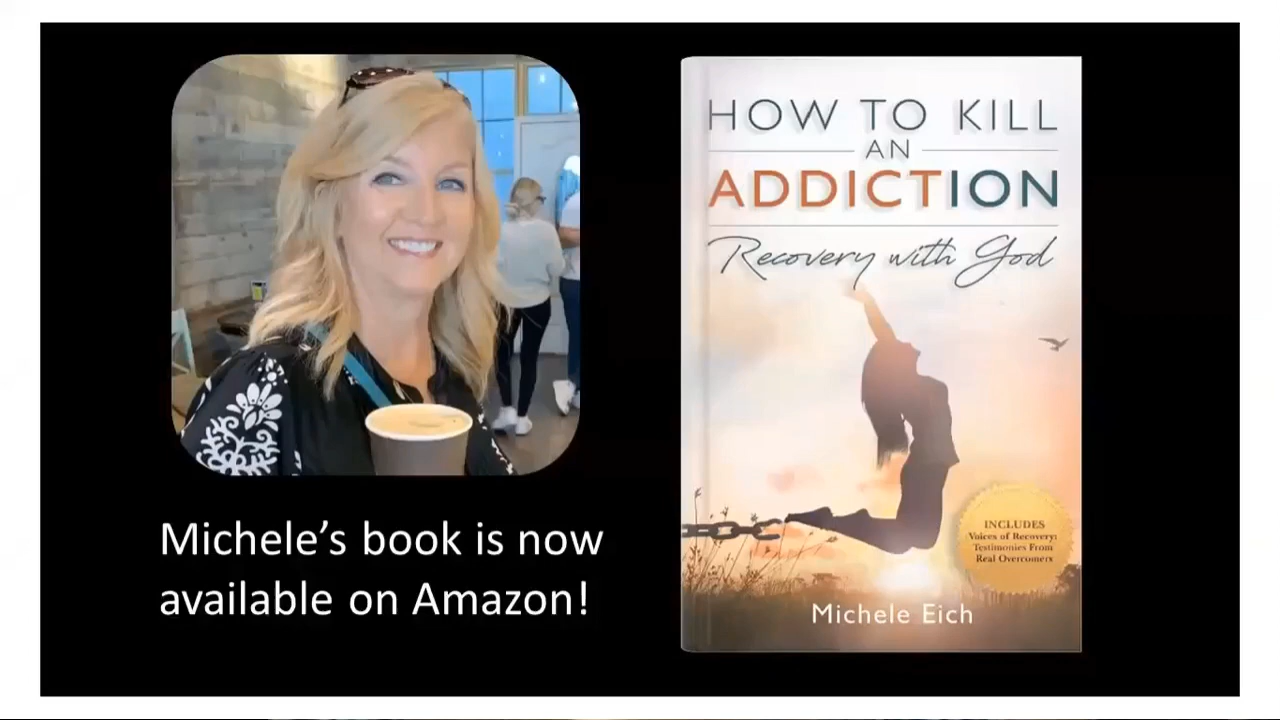 Michele’s book is now
available on Amazon!
HOW TO KILL
AN
ADDICTION
Recovery with God
INCLUDES
Voices of Recovery:
Testimonies From
Real Overcomers
Michele Eich